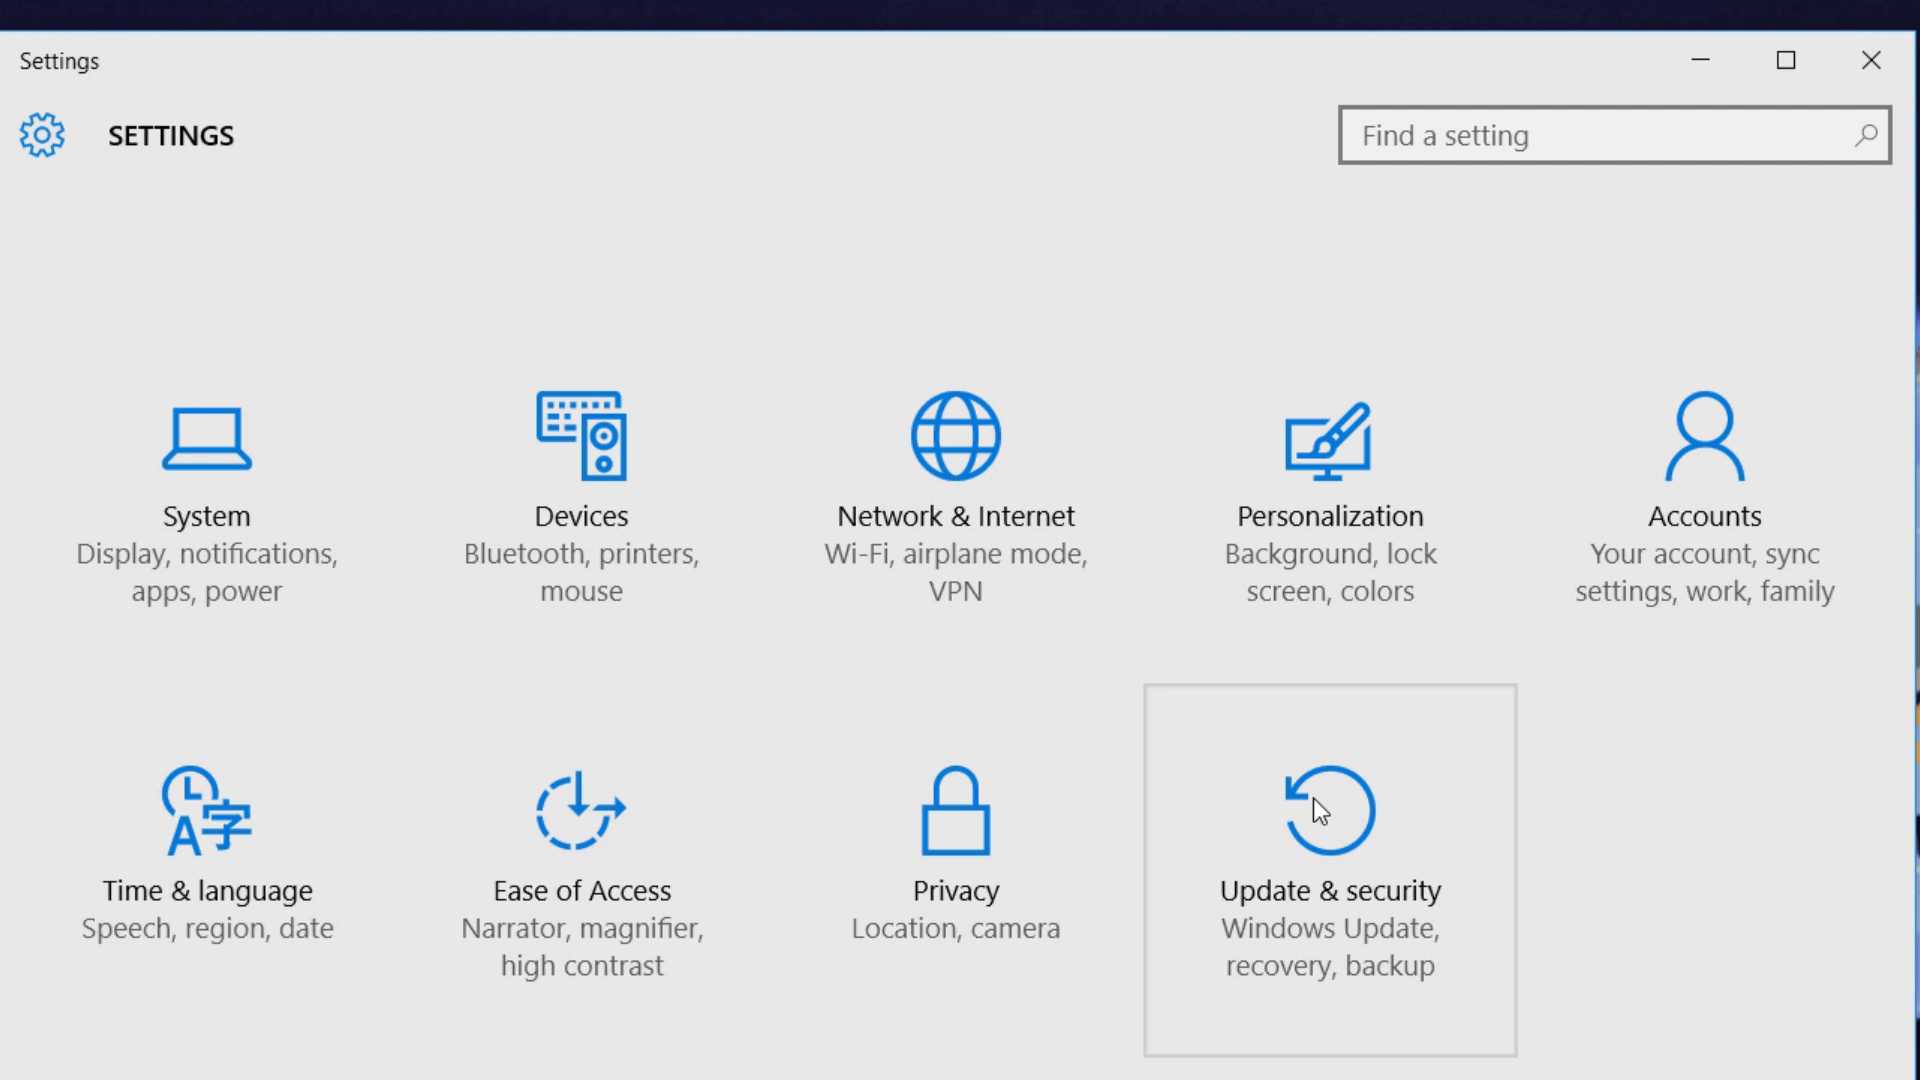 Settings
SETTINGS
Find a setting
System
Display, notifications,
apps, power
Devices
Bluetooth, printers,
mouse
Network & Internet
Wi-Fi, airplane mode,
VPN
Personalization
Background, lock
screen, colors
Accounts
Your account, sync
settings, work, family
Time & language
Speech, region, date
Ease of Access
Narrator, magnifier,
high contrast
Privacy
Location, camera
Update & security
Windows Update,
recovery, backup